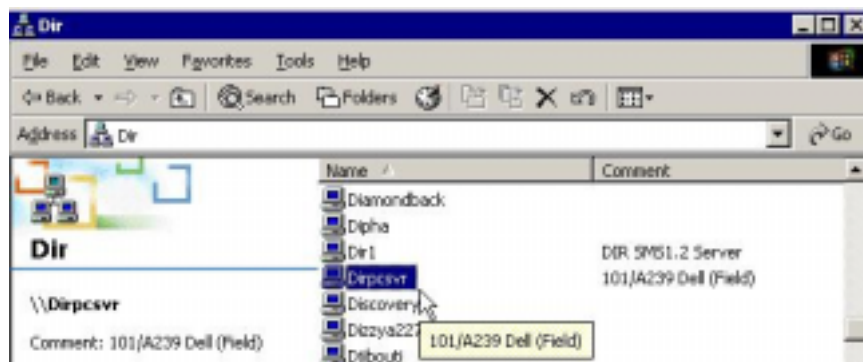 Dir
File Edit View Favorites Tools Help
Back Search Folders
Address Dir Go
Name Comment
Diamondback
Dipha
Dir1 DIR SMS1.2 Server
Dirpcsvr 101/A239 Dell (Field)
Discovery
Dizzya227
Djibouti
101/A239 Dell (Field)
Dir
\\Dirpcsvr
Comment: 101/A239 Dell (Field)